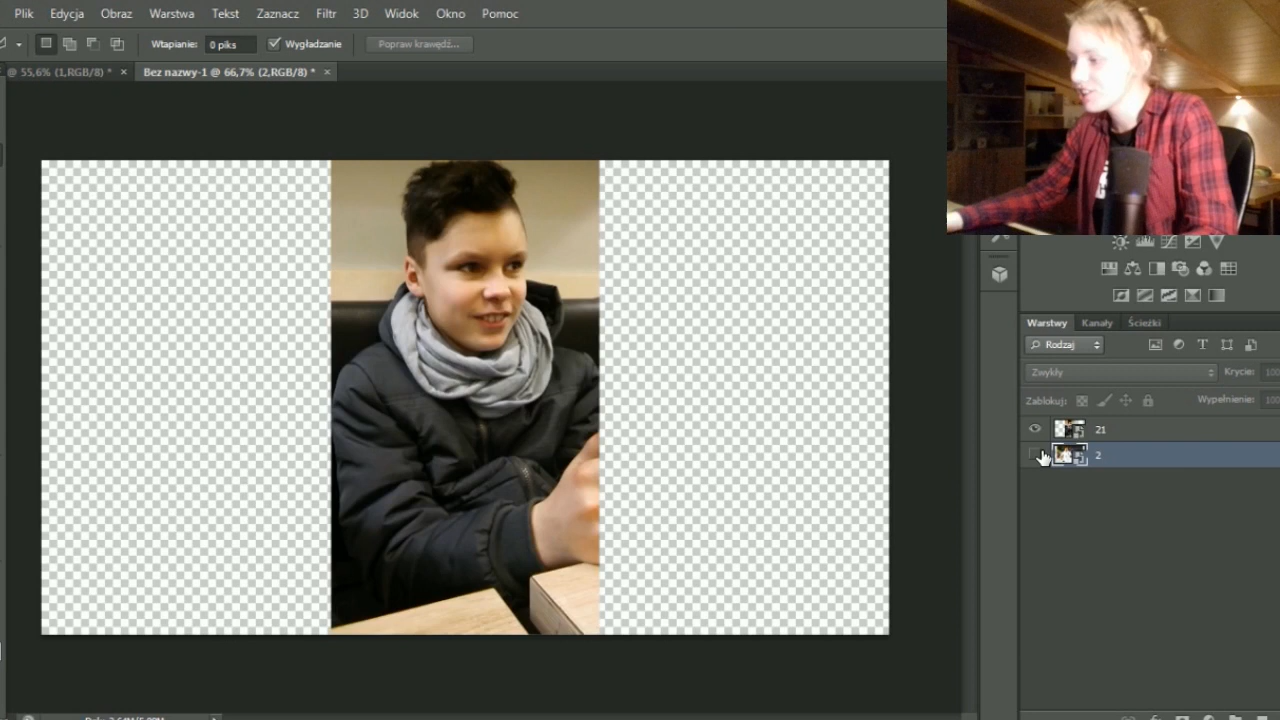 Plik Edycja Obraz Warstwa Tekst Zaznacz Filtr 3D Widok Okno Pomoc
Wtapianie: 0 piks Wygładzanie Popraw krawędź...
@ 55,6% (1,RGB/8) * × Bez nazwy-1 @ 66,7% (2,RGB/8) * ×
Warstwy Kanały Ścieżki
Rodzaj T
Zwykły Krycie: 100
Zablokuj: Wypełnienie: 100
21
2